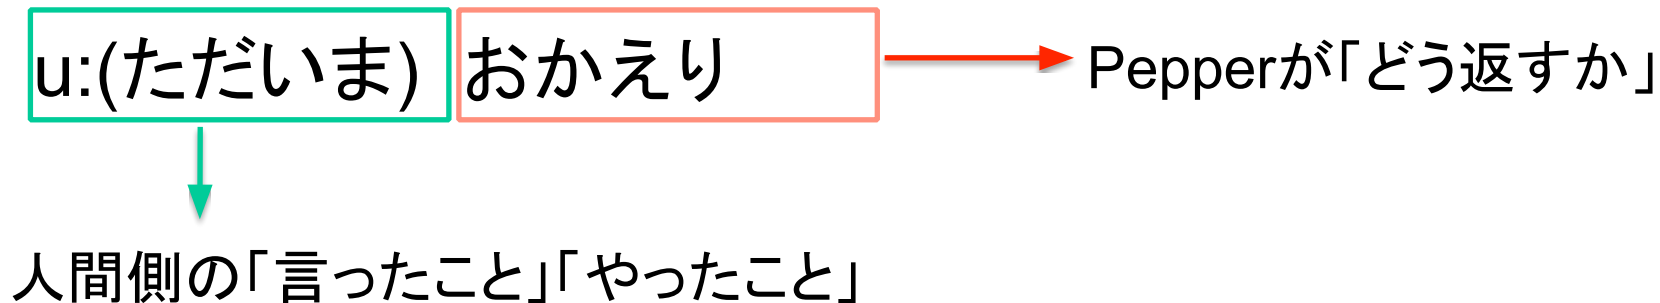 u:(ただいま) おかえり
Pepperが「どう返すか」
人間側の「言ったこと」「やったこと」